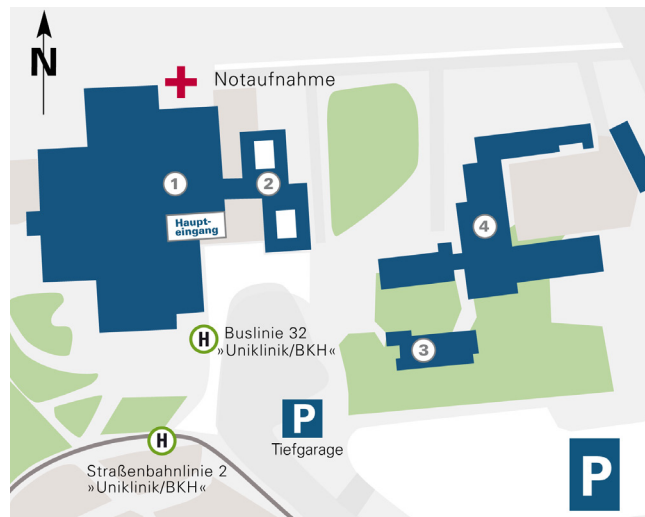 N
Notaufnahme
1
2
Haupt-
eingang
4
H
Buslinie 32
»Uniklinik/BKH«
3
P
Tiefgarage
H
Straßenbahnlinie 2
»Uniklinik/BKH«
P